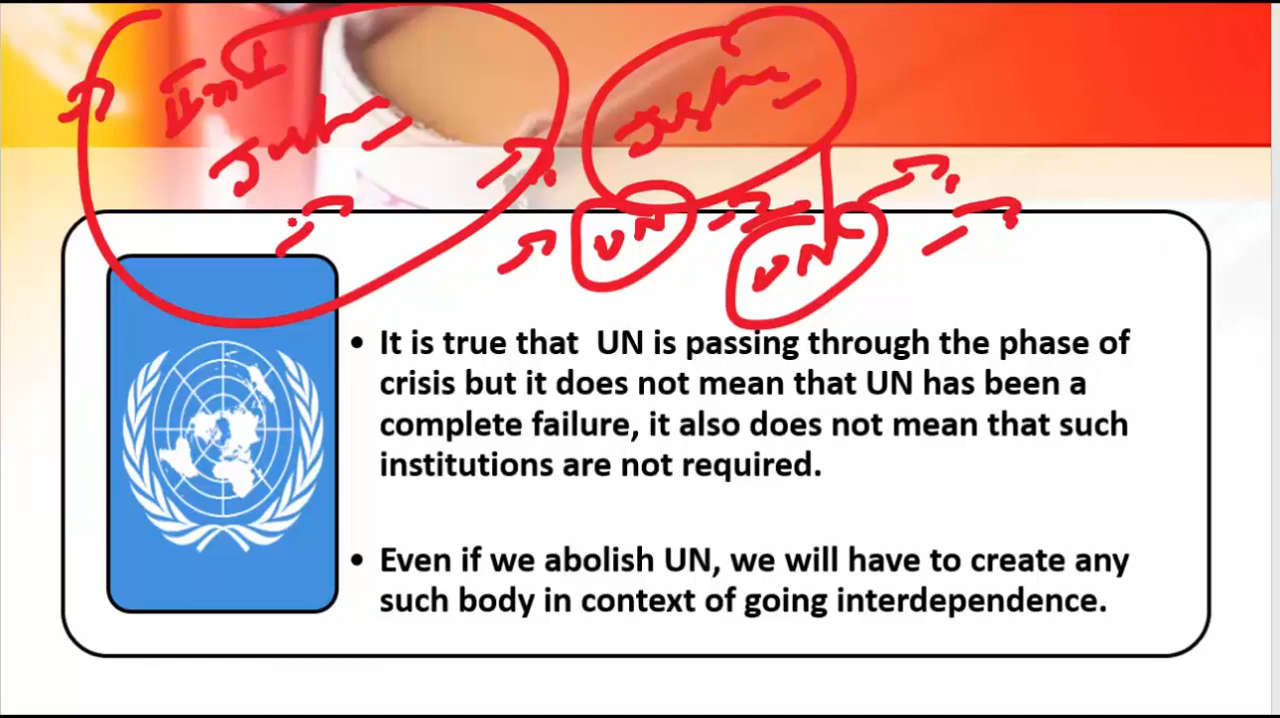 Justice
UN
UN
• It is true that  UN is passing through the phase of
crisis but it does not mean that UN has been a
complete failure, it also does not mean that such
institutions are not required.
• Even if we abolish UN, we will have to create any
such body in context of going interdependence.